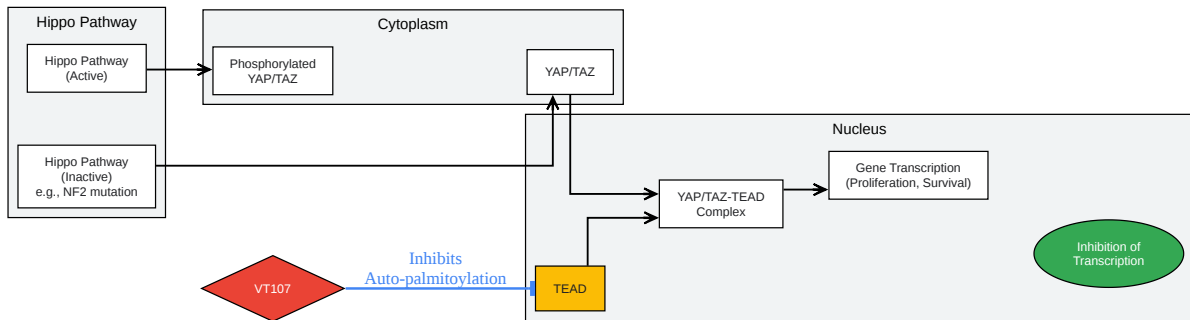 Hippo Pathway
Hippo Pathway
(Active)
Hippo Pathway
(Inactive)
e.g., NF2 mutation
Cytoplasm
Phosphorylated
YAP/TAZ
YAP/TAZ
Nucleus
YAP/TAZ-TEAD
Complex
Gene Transcription
(Proliferation, Survival)
Inhibition of
Transcription
VT107
Inhibits
Auto-palmitoylation
TEAD